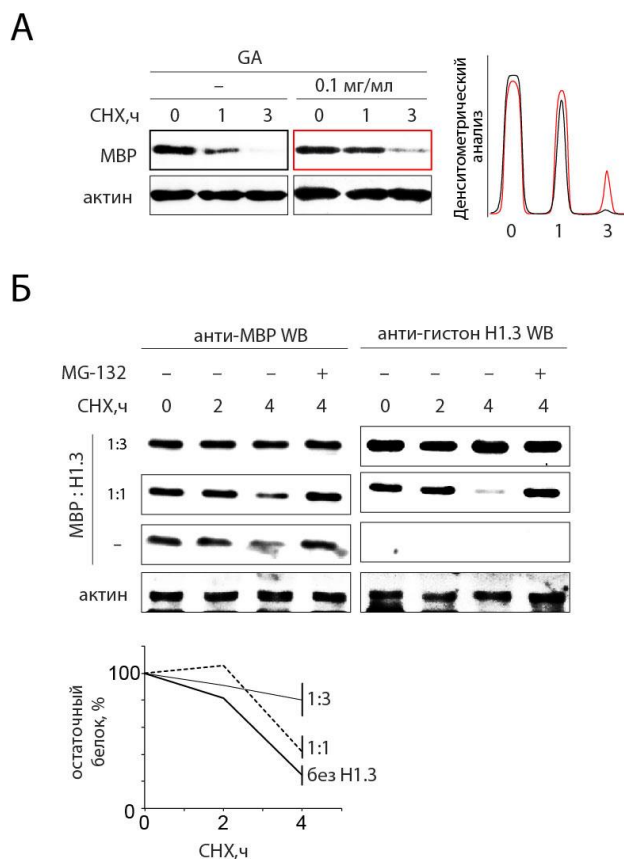 А
GA
– 0.1 мг/мл
CHX,ч 0 1 3 0 1 3
MBP
актин
Денситометрический
анализ
0 1 3
Б
анти-MBP WB анти-гистон H1.3 WB
MG-132 – – – + – – – +
CHX,ч 0 2 4 4 0 2 4 4
MBP : H1.3
1:3
1:1
–
актин
остаточный
белок, %
100
0
1:3
1:1
без H1.3
0 2 4
CHX,ч